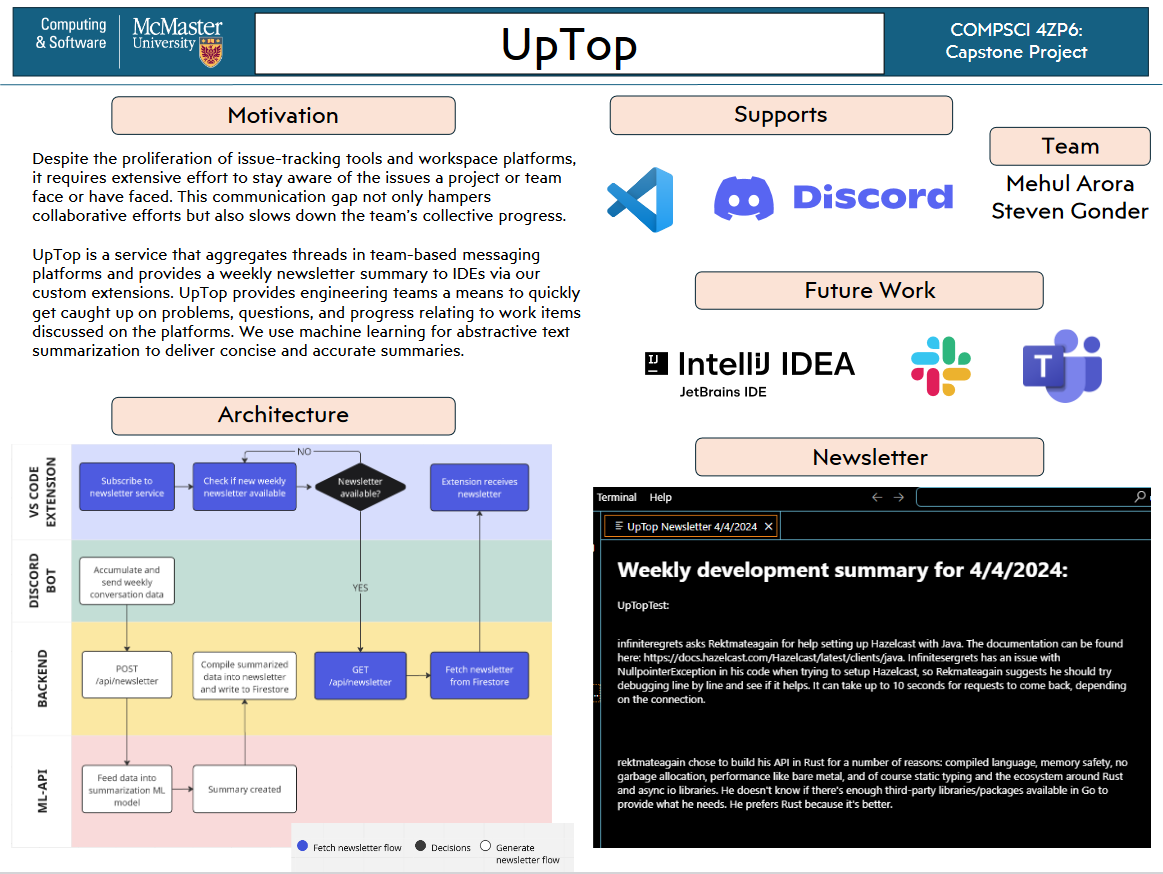 Computing
& Software
McMaster
University
UpTop
COMPSCI 4ZP6:
Capstone Project
Motivation
Despite the proliferation of issue-tracking tools and workspace platforms,
it requires extensive effort to stay aware of the issues a project or team
face or have faced. This communication gap not only hampers
collaborative efforts but also slows down the team's collective progress.
UpTop is a service that aggregates threads in team-based messaging
platforms and provides a weekly newsletter summary to IDEs via our
custom extensions. UpTop provides engineering teams a means to quickly
get caught up on problems, questions, and progress relating to work items
discussed on the platforms. We use machine learning for abstractive text
summarization to deliver concise and accurate summaries.
Supports
Discord
Team
Mehul Arora
Steven Gonder
Future Work
IJ
IntelliJ IDEA
JetBrains IDE
T
Architecture
VS CODE
EXTENSION
Subscribe to
newsletter service
Check if new weekly
newsletter available
NO
Newsletter
available?
Extension receives
newsletter
DISCORD
BOT
Accumulate and
send weekly
conversation data
YES
BACKEND
POST
/api/newsletter
Compile summarized
data into newsletter
and write to Firestore
GET
/api/newsletter
Fetch newsletter
from Firestore
ML-API
Feed data into
summarization ML
model
Summary created
Fetch newsletter flow
Decisions
Generate
newsletter flow
Newsletter
Terminal Help
UpTop Newsletter 4/4/2024
Weekly development summary for 4/4/2024:
UpTopTest:
infiniteregrets asks Rektmateagain for help setting up Hazelcast with Java. The documentation can be found
here: https://docs.hazelcast.com/Hazelcast/latest/clients/java. Infinitesergrets has an issue with
NullpointerException in his code when trying to setup Hazelcast, so Rekmateagain suggests he should try
debugging line by line and see if it helps. It can take up to 10 seconds for requests to come back, depending
on the connection.
rektmateagain chose to build his API in Rust for a number of reasons: compiled language, memory safety, no
garbage allocation, performance like bare metal, and of course static typing and the ecosystem around Rust
and async io libraries. He doesn't know if there's enough third-party libraries/packages available in Go to
provide what he needs. He prefers Rust because it's better.